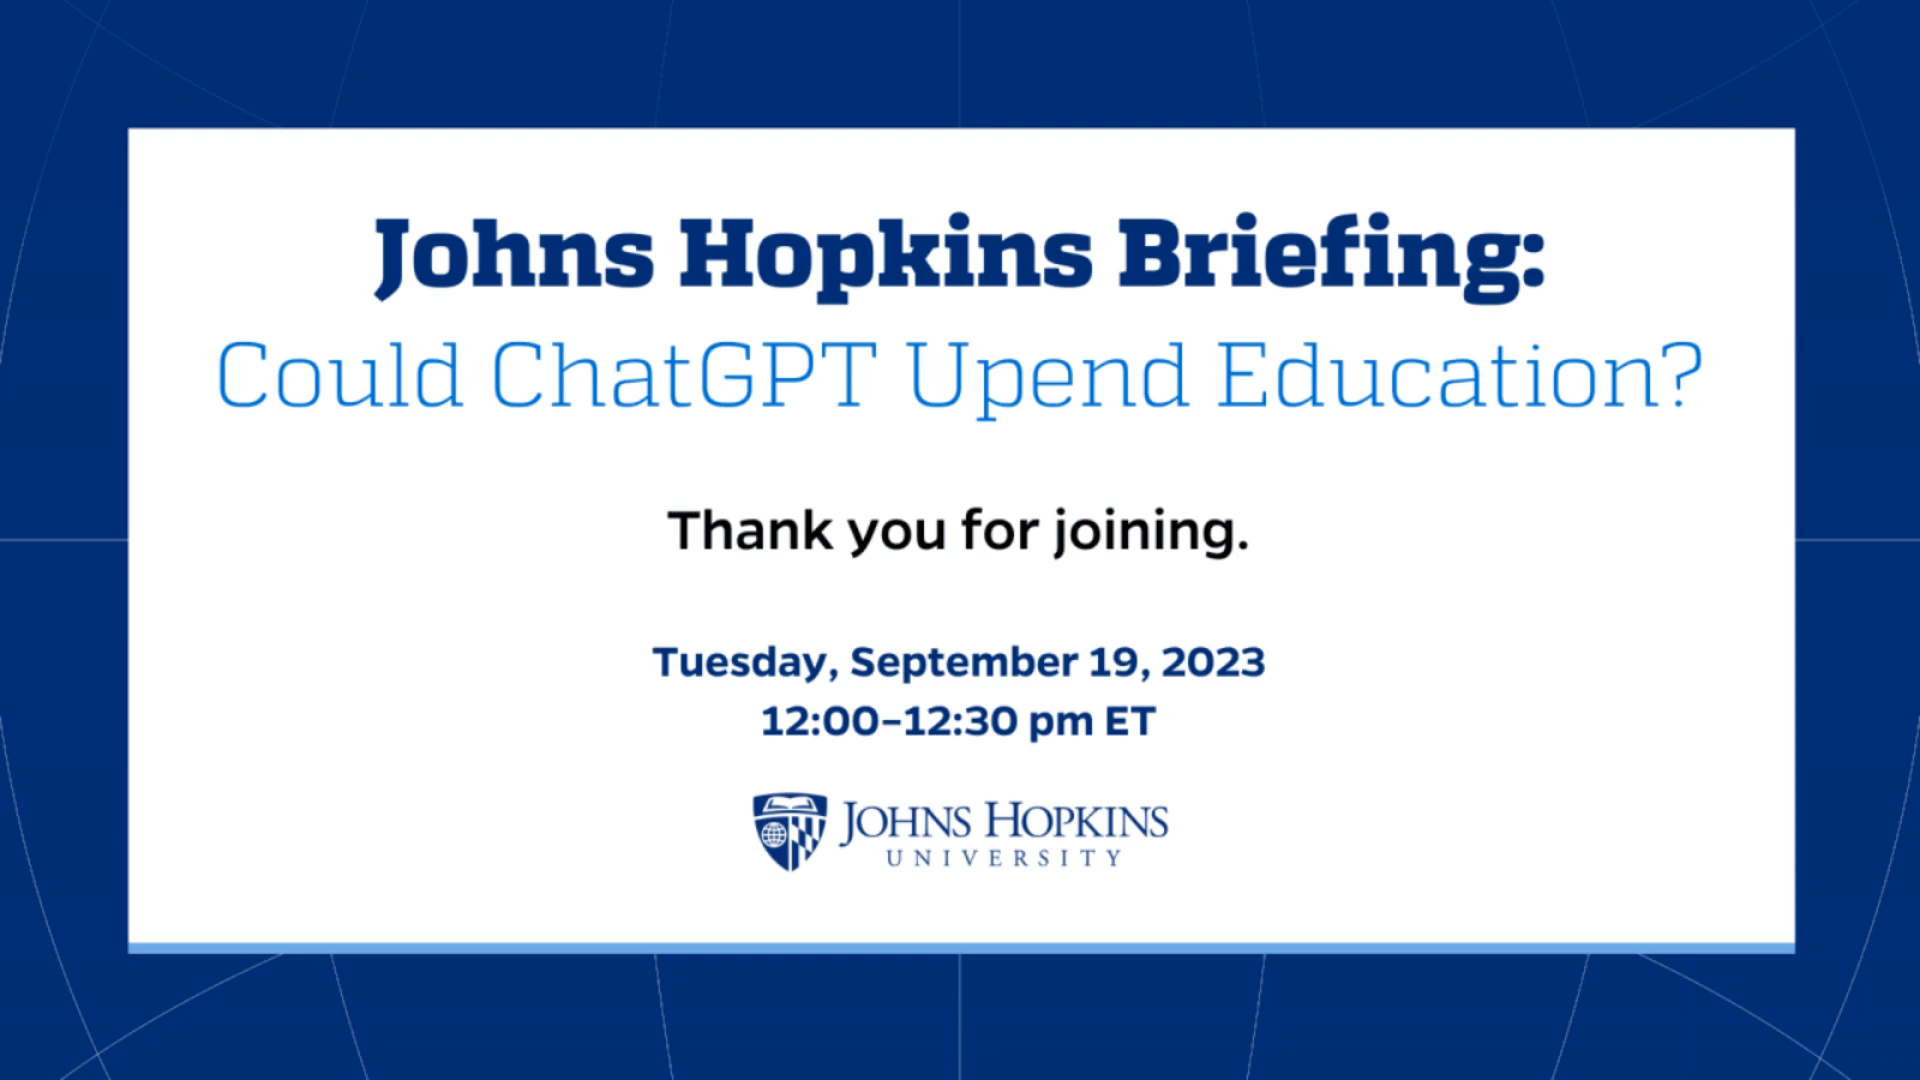 Johns Hopkins Briefing:
Could ChatGPT Upend Education?
Thank you for joining.
Tuesday, September 19, 2023
12:00–12:30 pm ET
JOHNS HOPKINS
UNIVERSITY